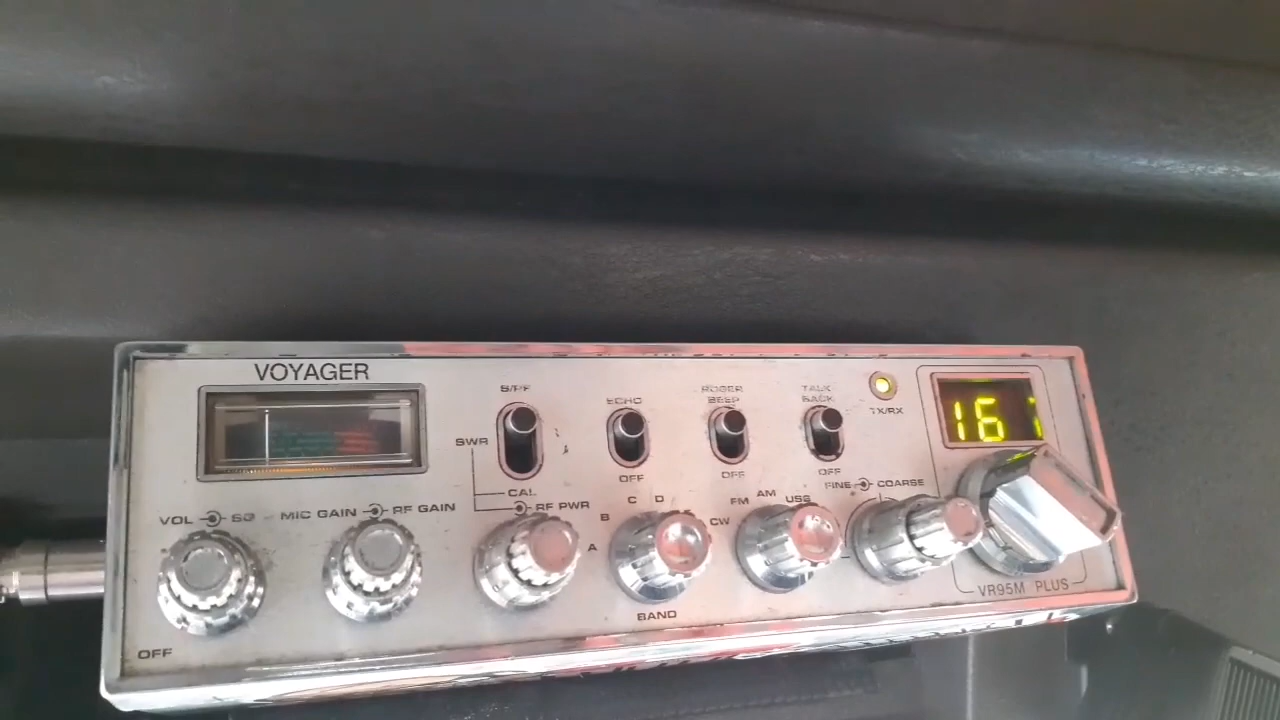 VOYAGER
S/P/F
ECHO
ROGER
BEEP
TALK
BACK
TX/RX
16
SWR
CAL
OFF
OFF
OFF
VOL SQ
MIC GAIN RF GAIN
RF PWR
A B C D
CW FM AM USB
FINE COARSE
BAND
VR95M PLUS
OFF